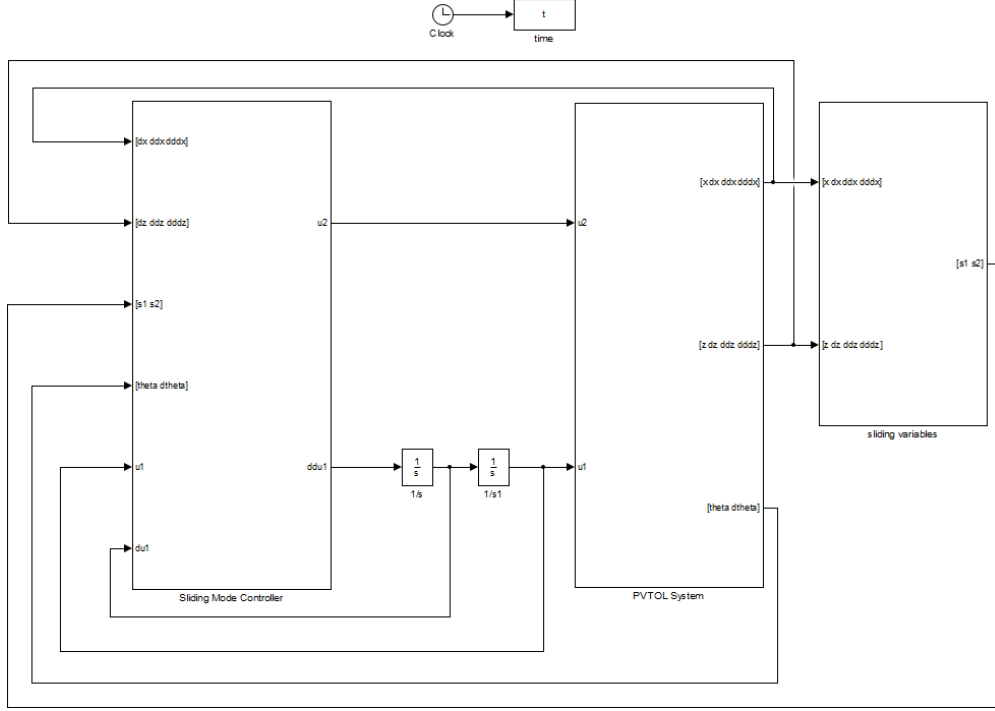 Clock
t
time
[dx ddx dddx]
[dz ddz dddz]
[s1 s2]
[theta dtheta]
u1
du1
u2
ddu1
Sliding Mode Controller
1
s
1/s
1
s
1/s1
u2
u1
[x dx ddx dddx]
[z dz ddz dddz]
[theta dtheta]
PVTOL System
[x dx ddx dddx]
[z dz ddz dddz]
[s1 s2]
sliding variables